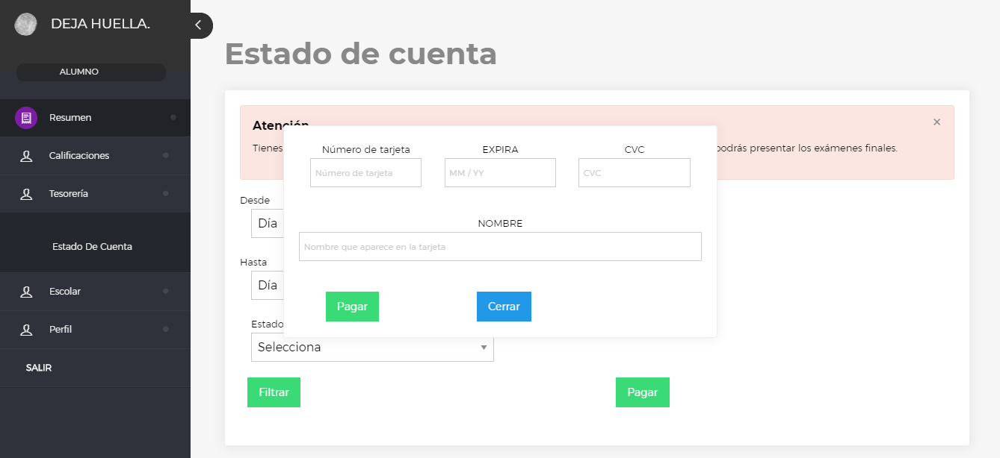 DEJA HUELLA.
ALUMNO
Resumen
Calificaciones
Tesorería
Estado De Cuenta
Escolar
Perfil
SALIR
Estado de cuenta
Atención
×
Tienes
podrás presentar los exámenes finales.
Número de tarjeta
EXPIRA
CVC
Número de tarjeta
MM / YY
CVC
NOMBRE
Nombre que aparece en la tarjeta
Pagar
Cerrar
Desde
Día
Hasta
Día
Estado
Selecciona
Filtrar
Pagar